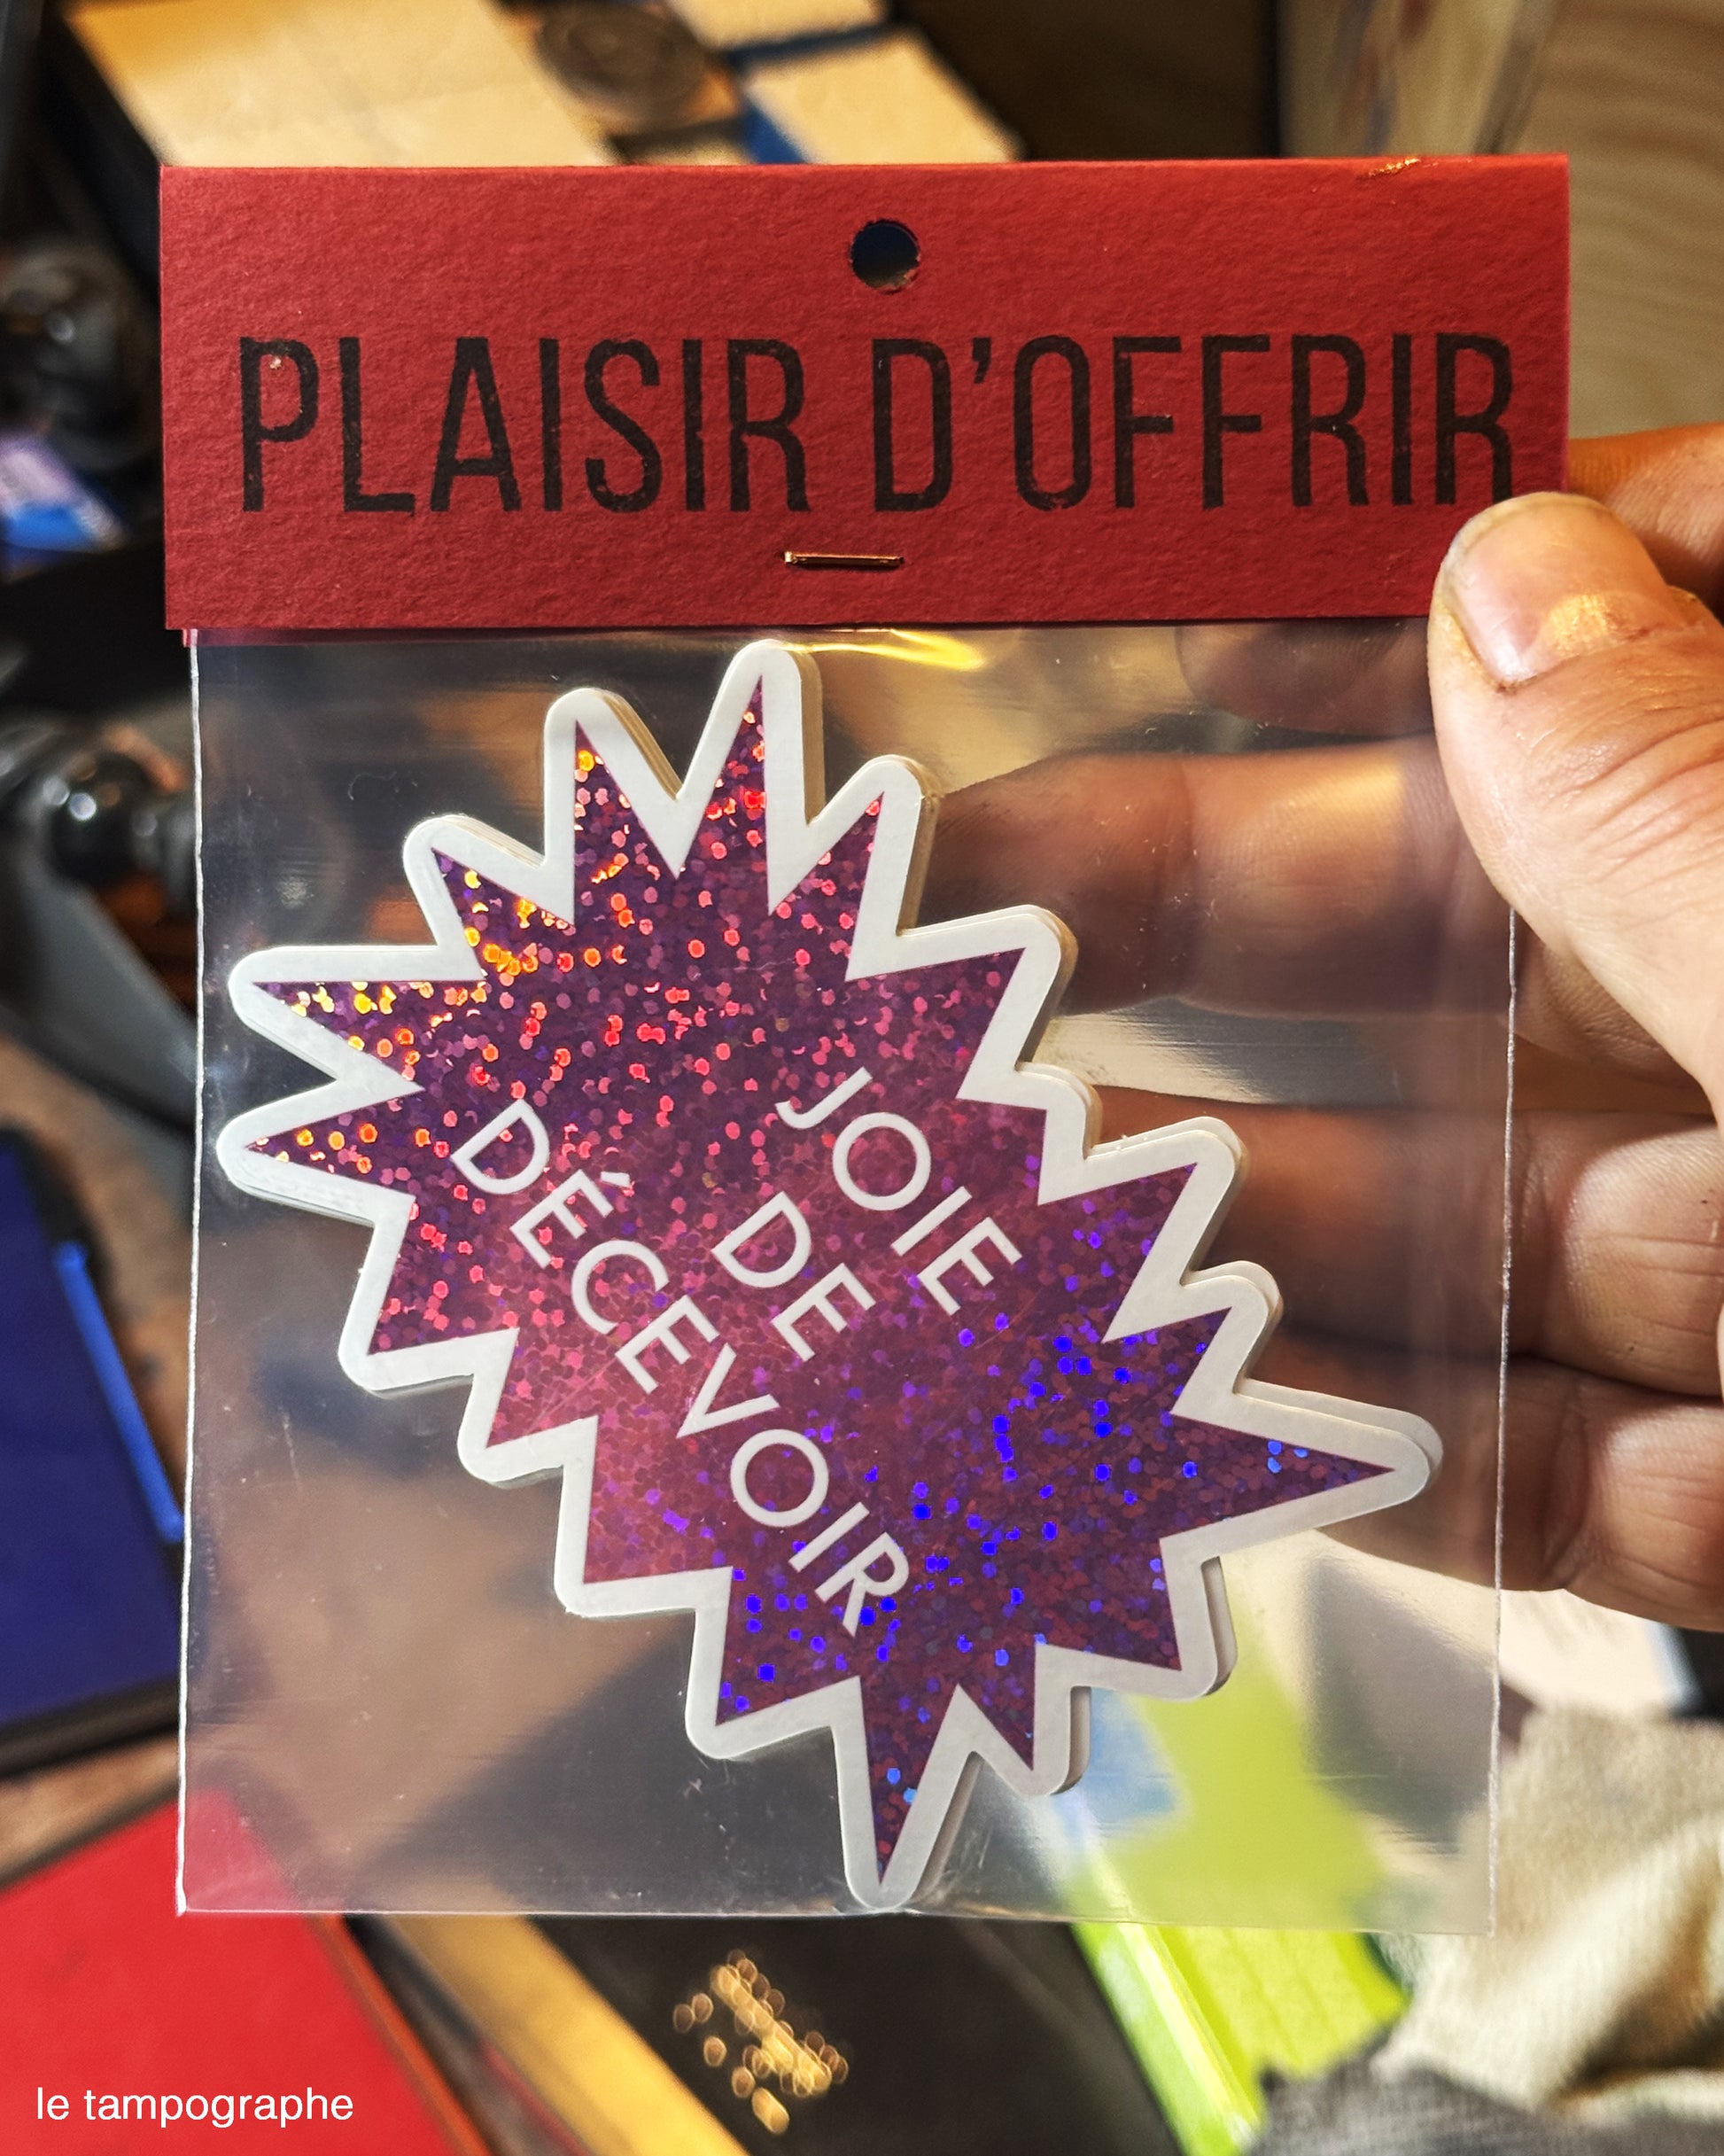 PLAISIR D’OFFRIR
JOIE
DE
DÉCEVOIR
le tampographe